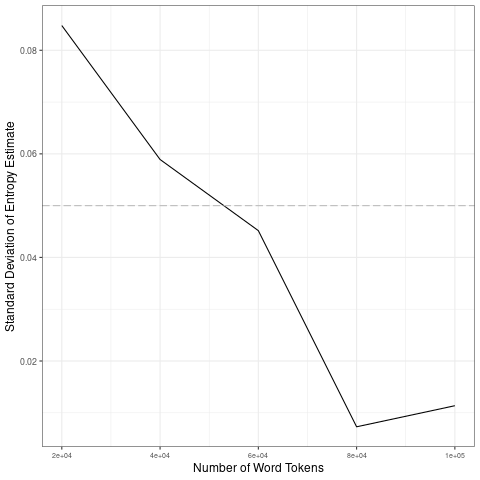 0.08
0.06
0.04
0.02
Standard Deviation of Entropy Estimate
2e+04 4e+04 6e+04 8e+04 1e+05
Number of Word Tokens